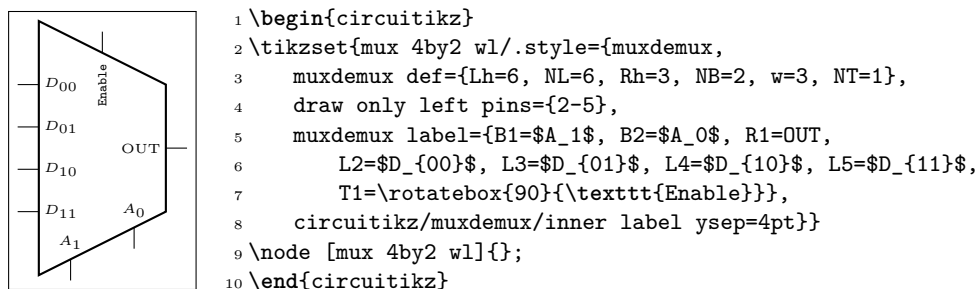 Enable
D00
D01
OUT
D10
D11
A0
A1
1 \begin{circuitikz}
2 \tikzset{mux 4by2 wl/.style={muxdemux,
3 muxdemux def={Lh=6, NL=6, Rh=3, NB=2, w=3, NT=1},
4 draw only left pins={2-5},
5 muxdemux label={B1=$A_1$, B2=$A_0$, R1=OUT,
6 L2=$D_{00}$, L3=$D_{01}$, L4=$D_{10}$, L5=$D_{11}$,
7 T1=\rotatebox{90}{\texttt{Enable}}},
8 circuitikz/muxdemux/inner label ysep=4pt}}
9 \node [mux 4by2 wl]{};
10 \end{circuitikz}